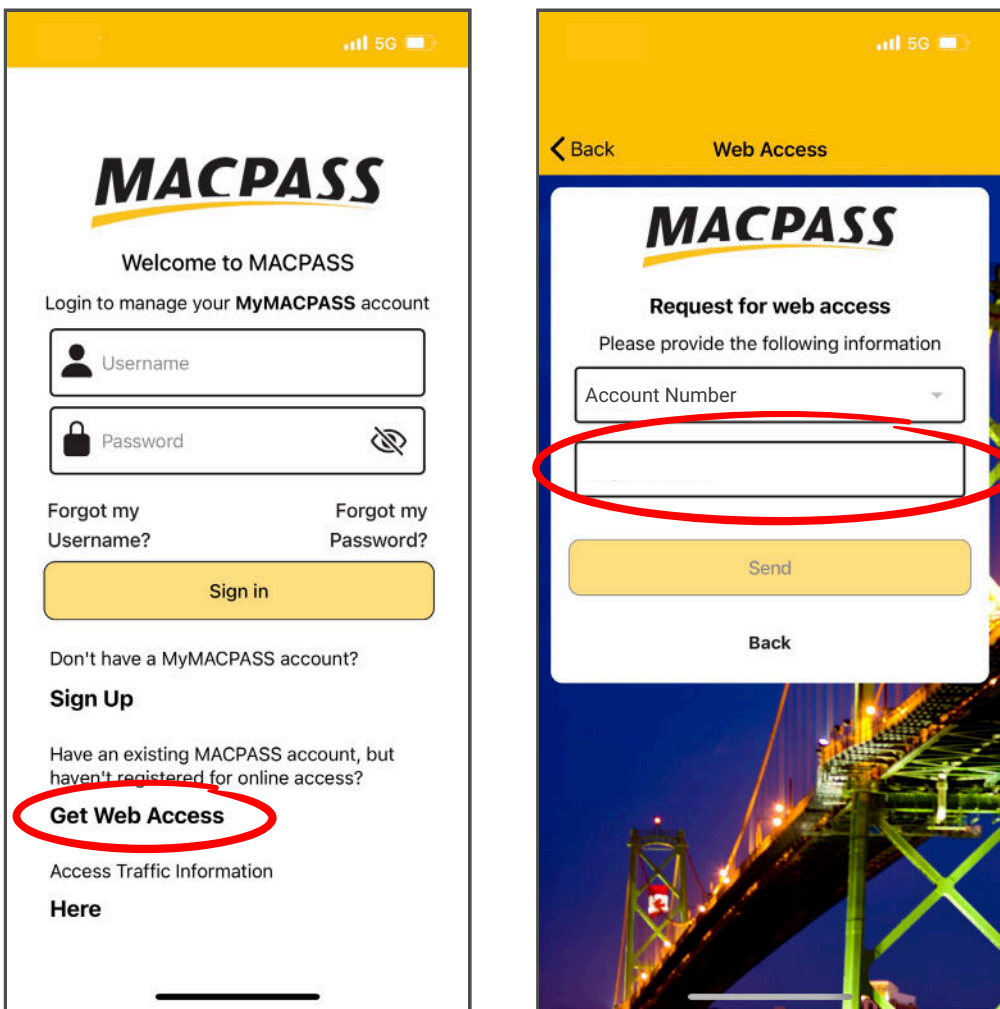 5G
MACPASS
Welcome to MACPASS
Login to manage your MyMACPASS account
Username
Password
Forgot my
Username?
Forgot my
Password?
Sign in
Don't have a MyMACPASS account?
Sign Up
Have an existing MACPASS account, but
haven't registered for online access?
Get Web Access
Access Traffic Information
Here
5G
Back
Web Access
MACPASS
Request for web access
Please provide the following information
Account Number
Send
Back